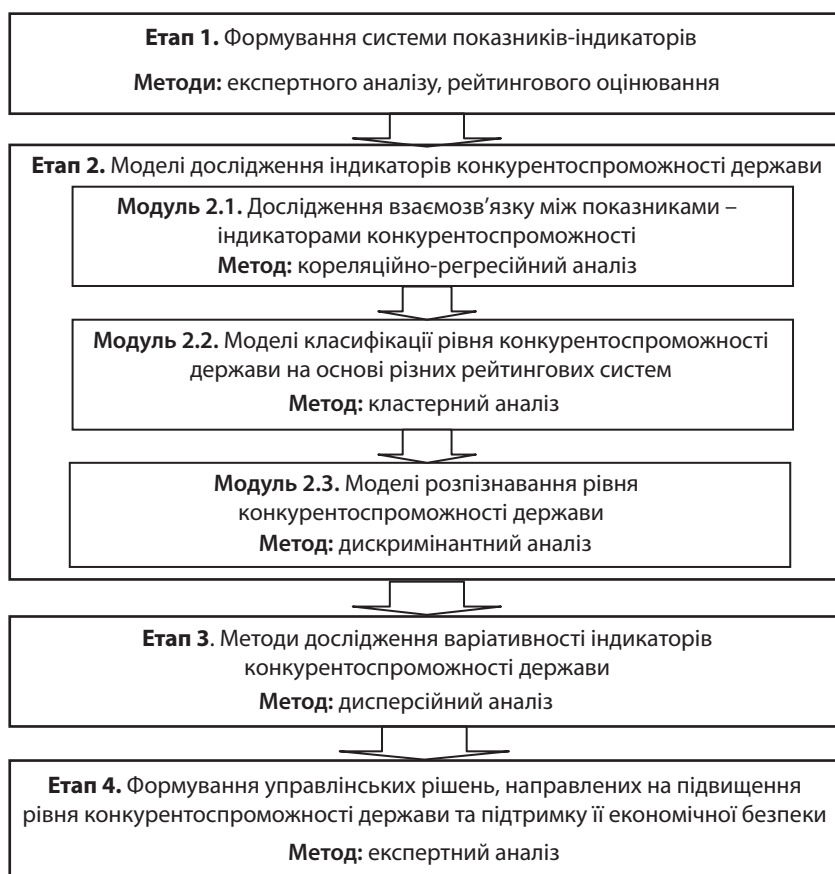 Етап 1. Формування системи показників-індикаторів
Методи: експертного аналізу, рейтингового оцінювання
Етап 2. Моделі дослідження індикаторів конкурентоспроможності держави
Модуль 2.1. Дослідження взаємозв'язку між показниками –
індикаторами конкурентоспроможності
Метод: кореляційно-регресійний аналіз
Модуль 2.2. Моделі класифікації рівня конкурентоспроможності
держави на основі різних рейтингових систем
Метод: кластерний аналіз
Модуль 2.3. Моделі розпізнавання рівня
конкурентоспроможності держави
Метод: дискримінантний аналіз
Етап 3. Методи дослідження варіативності індикаторів
конкурентоспроможності держави
Метод: дисперсійний аналіз
Етап 4. Формування управлінських рішень, направлених на підвищення
рівня конкурентоспроможності держави та підтримку її економічної безпеки
Метод: експертний аналіз